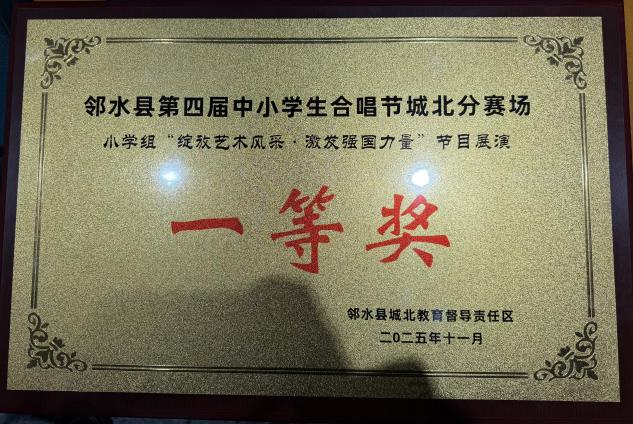 邻水县第四届中小学生合唱节城北分赛场
小学组“绽放艺术风采·激发强国力量”节目展演
一等奖
邻水县城北教育督导责任区
二〇二五年十一月